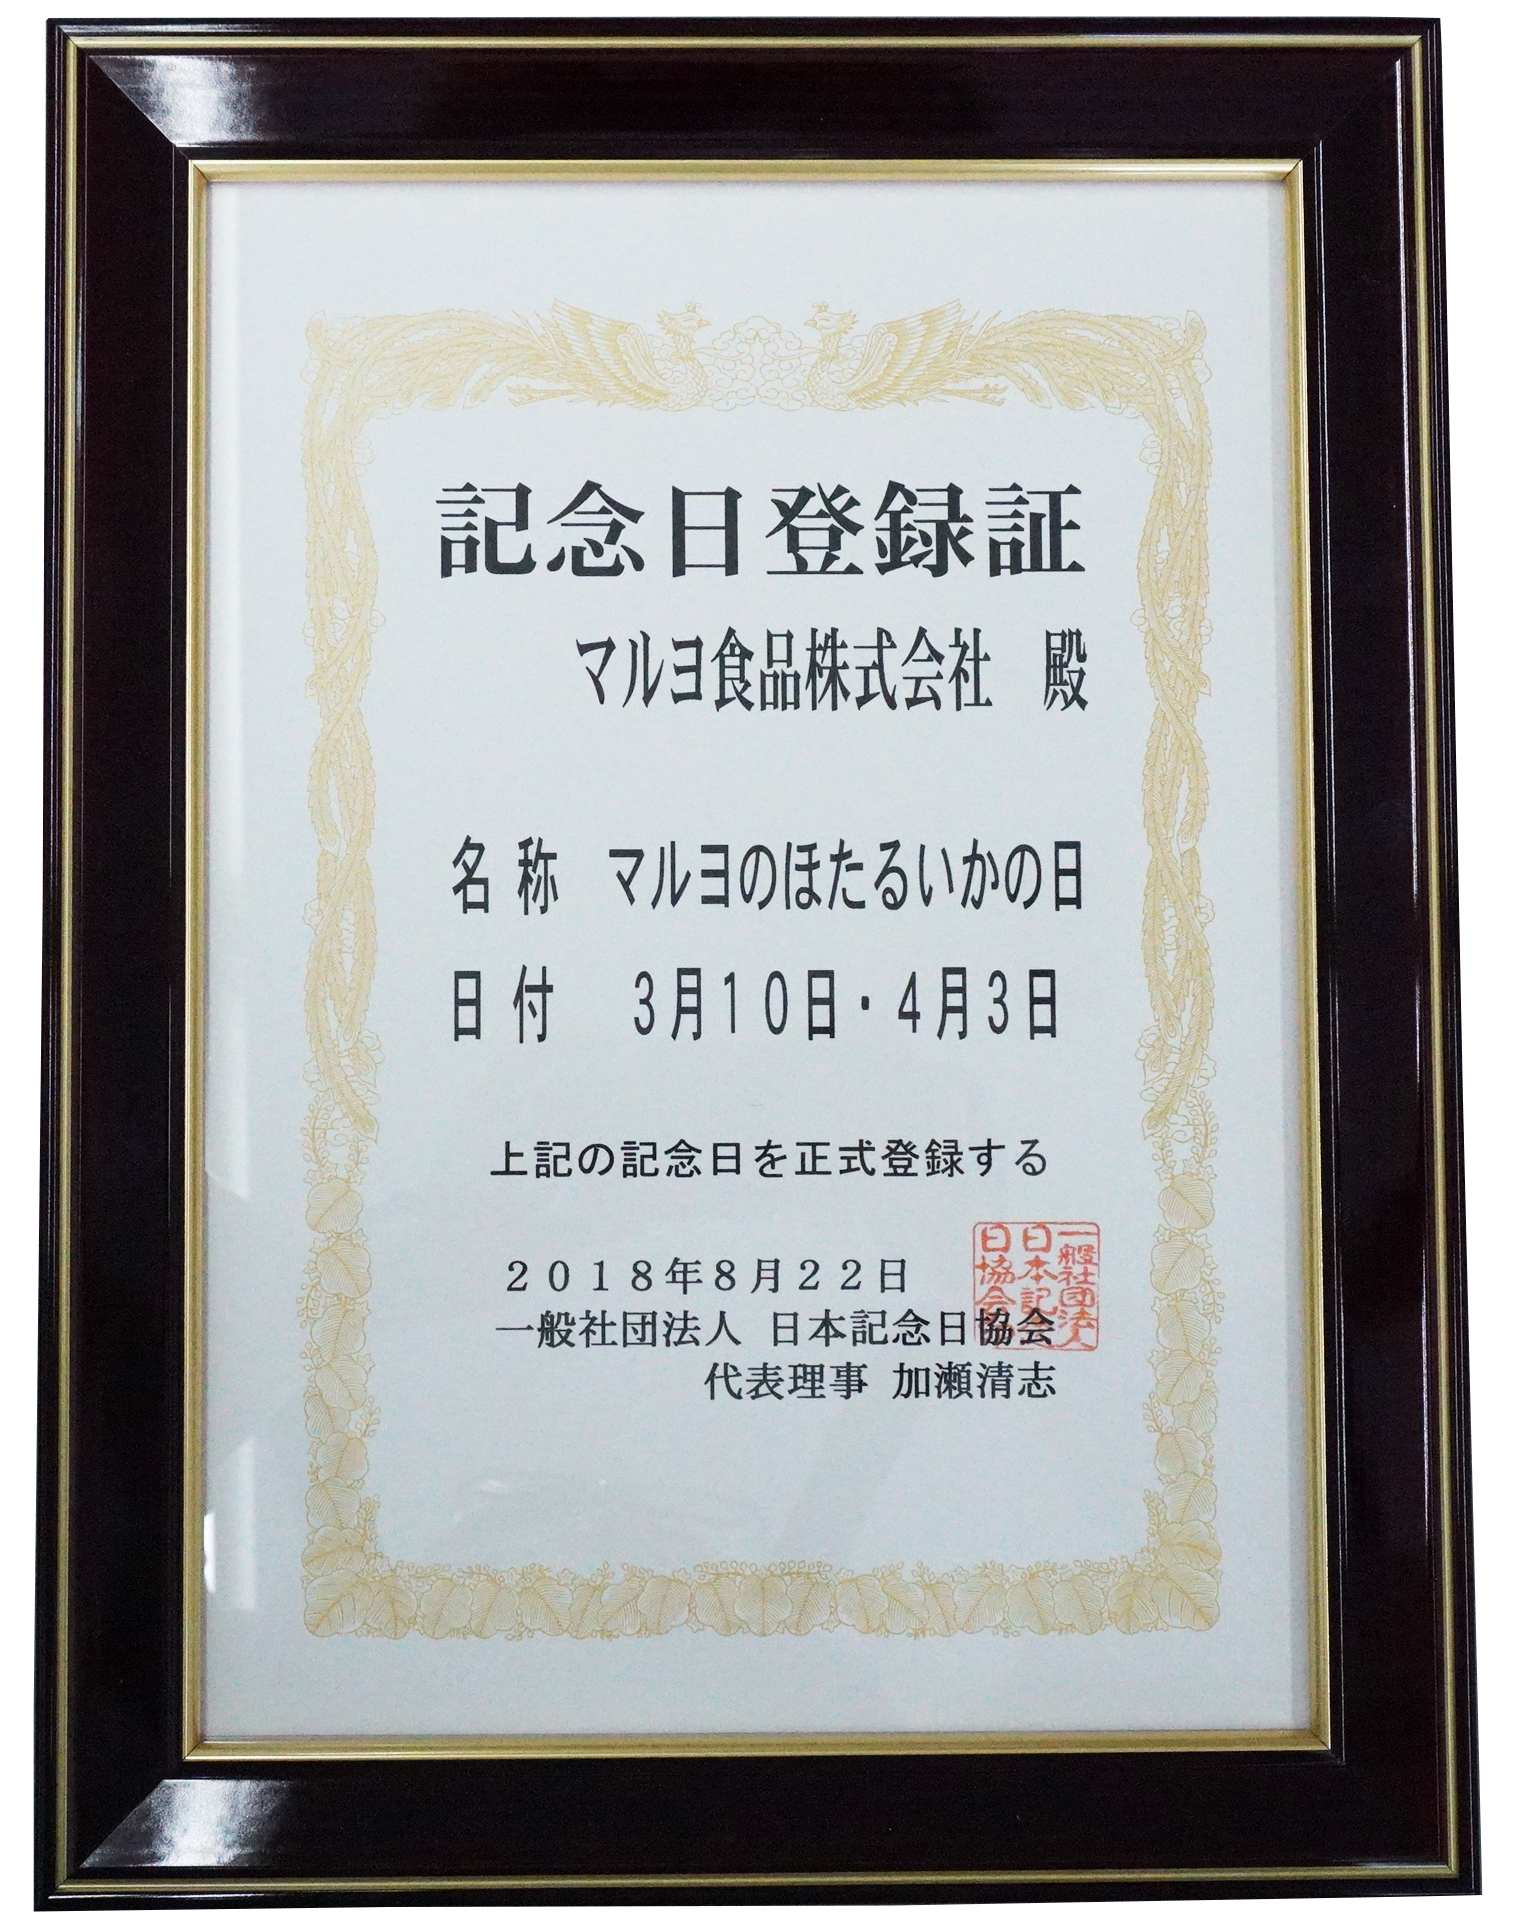 記念日登録証
マルヨ食品株式会社　殿
名 称　マルヨのほたるいかの日
日 付　３月１０日・４月３日
上記の記念日を正式登録する
２０１８年８月２２日
一般社団法人 日本記念日協会
代表理事 加瀬清志
一般社団法人
日本記念
日協会